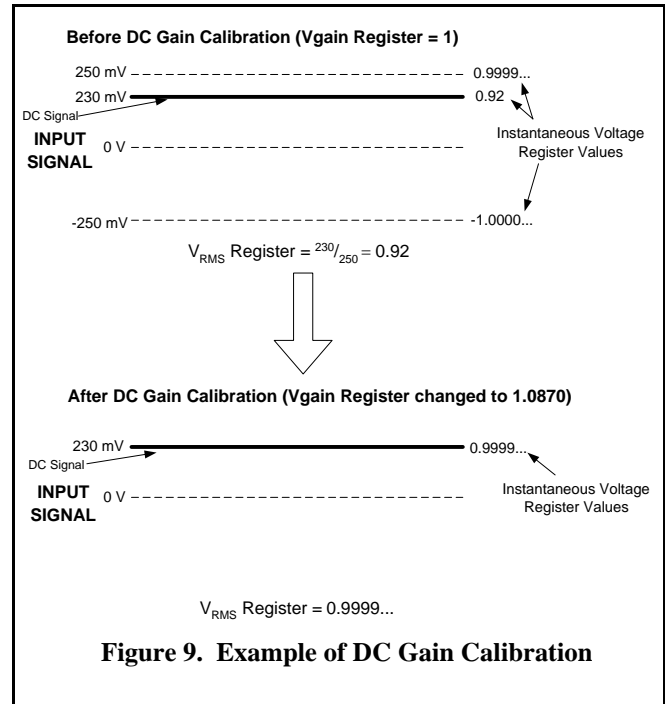 Before DC Gain Calibration (Vgain Register = 1)
250 mV 0.9999...
230 mV 0.92
DC Signal
INPUT SIGNAL
0 V
Instantaneous Voltage
Register Values
-250 mV -1.0000...
VRMS Register = 230/250 = 0.92
After DC Gain Calibration (Vgain Register changed to 1.0870)
230 mV 0.9999...
DC Signal
INPUT SIGNAL
0 V
Instantaneous Voltage
Register Values
VRMS Register = 0.9999...
Figure 9. Example of DC Gain Calibration